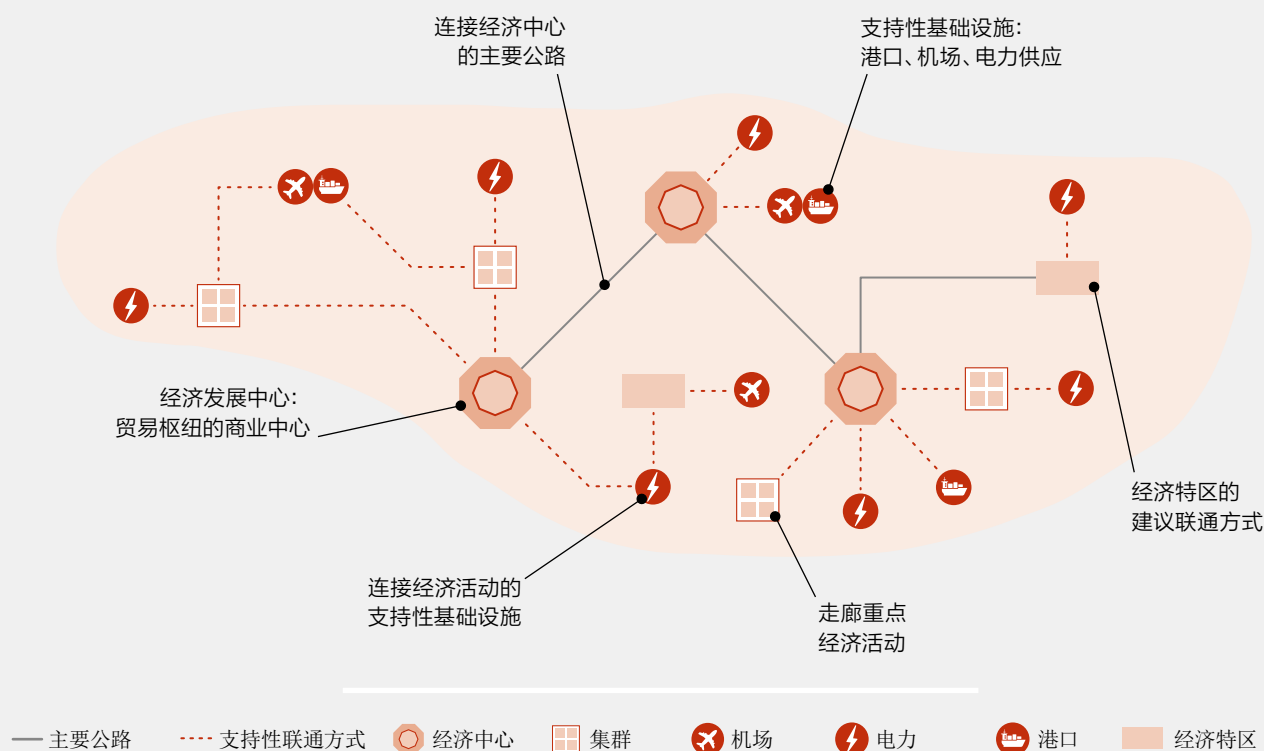 连接经济中心
的主要公路
支持性基础设施：
港口、机场、电力供应
经济发展中心：
贸易枢纽的商业中心
经济特区的
建议联通方式
连接经济活动的
支持性基础设施
走廊重点
经济活动
主要公路 支持性联通方式 经济中心 集群 机场 电力 港口 经济特区